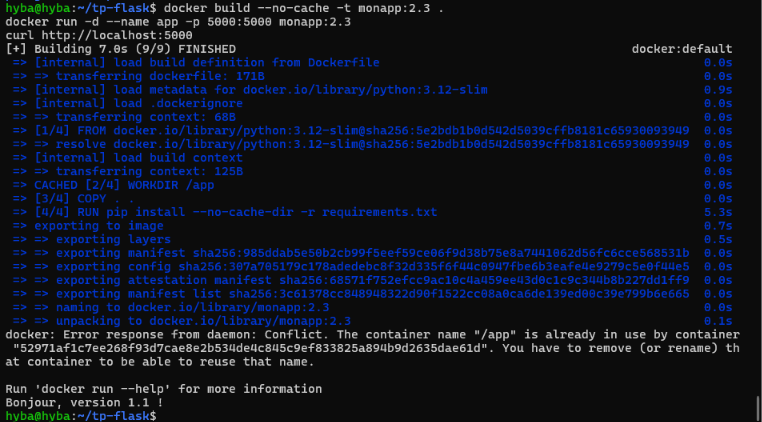 hyba@hyba:~/tp-flask$ docker build --no-cache -t monapp:2.3 .
docker run -d --name app -p 5000:5000 monapp:2.3
curl http://localhost:5000
[+] Building 7.0s (9/9) FINISHED docker:default
=> [internal] load build definition from Dockerfile 0.0s
=> => transferring dockerfile: 171B 0.0s
=> [internal] load metadata for docker.io/library/python:3.12-slim 0.9s
=> [internal] load .dockerignore 0.0s
=> => transferring context: 68B 0.0s
=> [1/4] FROM docker.io/library/python:3.12-slim@sha256:5e2bdb1b0d542d5039cffb8181c65930093949 0.0s
=> => resolve docker.io/library/python:3.12-slim@sha256:5e2bdb1b0d542d5039cffb8181c65930093949 0.0s
=> [internal] load build context 0.0s
=> => transferring context: 125B 0.0s
=> CACHED [2/4] WORKDIR /app 0.0s
=> [3/4] COPY . . 0.0s
=> [4/4] RUN pip install --no-cache-dir -r requirements.txt 5.3s
=> exporting to image 0.7s
=> => exporting layers 0.5s
=> => exporting manifest sha256:985ddab5e50b2cb99f5eef59ce06f9d38b75e8a7441062d56fc6cce568531b 0.0s
=> => exporting config sha256:307a705179c178adedebc8f32d335f6f44c0947fbe6b3eafe4e9279c5e0f44e5 0.0s
=> => exporting attestation manifest sha256:68571f752efcc9ac10c4a459ee43d0c1c9c344b8b227dd1ff9 0.0s
=> => exporting manifest list sha256:3c61378cc848948322d90f1522cc08a0ca6de139ed00c39e799b6e665 0.0s
=> => naming to docker.io/library/monapp:2.3 0.0s
=> => unpacking to docker.io/library/monapp:2.3 0.1s
docker: Error response from daemon: Conflict. The container name "/app" is already in use by container
"52971af1c7ee268f93d7cae8e2b534de4c845c9ef833825a894b9d2635dae61d". You have to remove (or rename) th
at container to be able to reuse that name.
Run 'docker run --help' for more information
Bonjour, version 1.1 !
hyba@hyba:~/tp-flask$